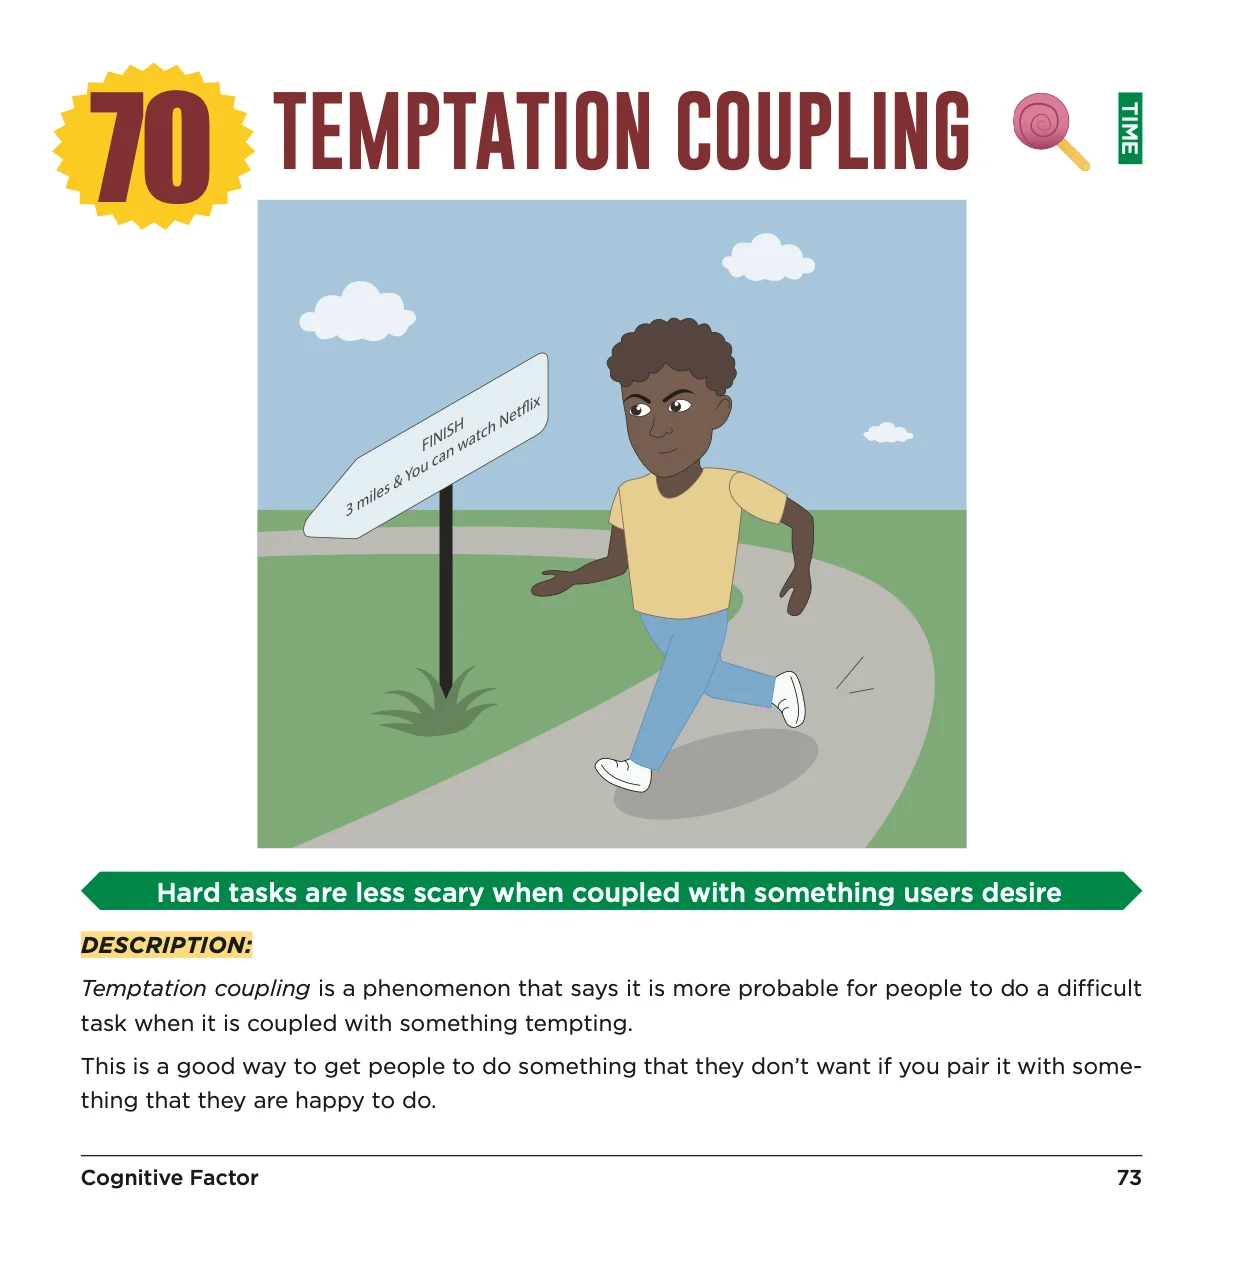 70 TEMPTATION COUPLING
TIME
FINISH
3 miles & You can watch Netflix
Hard tasks are less scary when coupled with something users desire
DESCRIPTION:
Temptation coupling is a phenomenon that says it is more probable for people to do a difficult
task when it is coupled with something tempting.
This is a good way to get people to do something that they don’t want if you pair it with some-
thing that they are happy to do.
Cognitive Factor 73